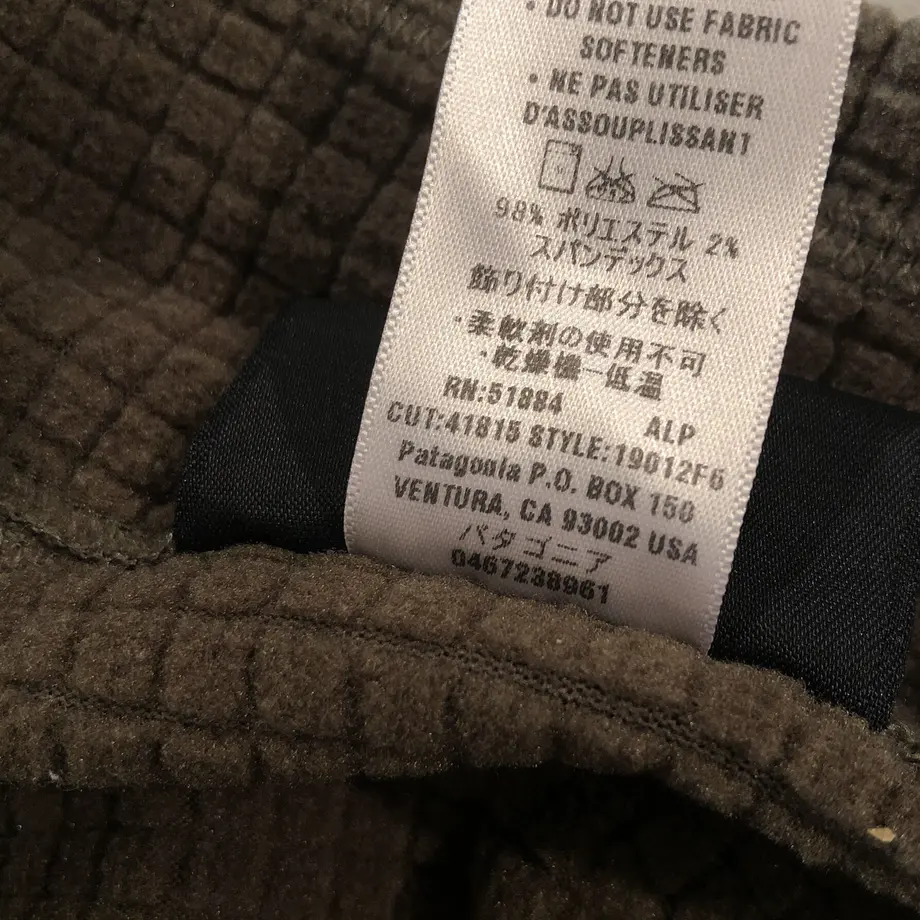 • DO NOT USE FABRIC
SOFTENERS
• NE PAS UTILISER
D'ASSOUPLISSANT
98% ポリエステル 2%
スパンデックス
飾り付け部分を除く
・柔軟剤の使用不可
・乾燥機ー低温
RN:51884 ALP
CUT:41815 STYLE:19012F6
Patagonia P.O. BOX 150
VENTURA, CA 93002 USA
パタゴニア
0467238961